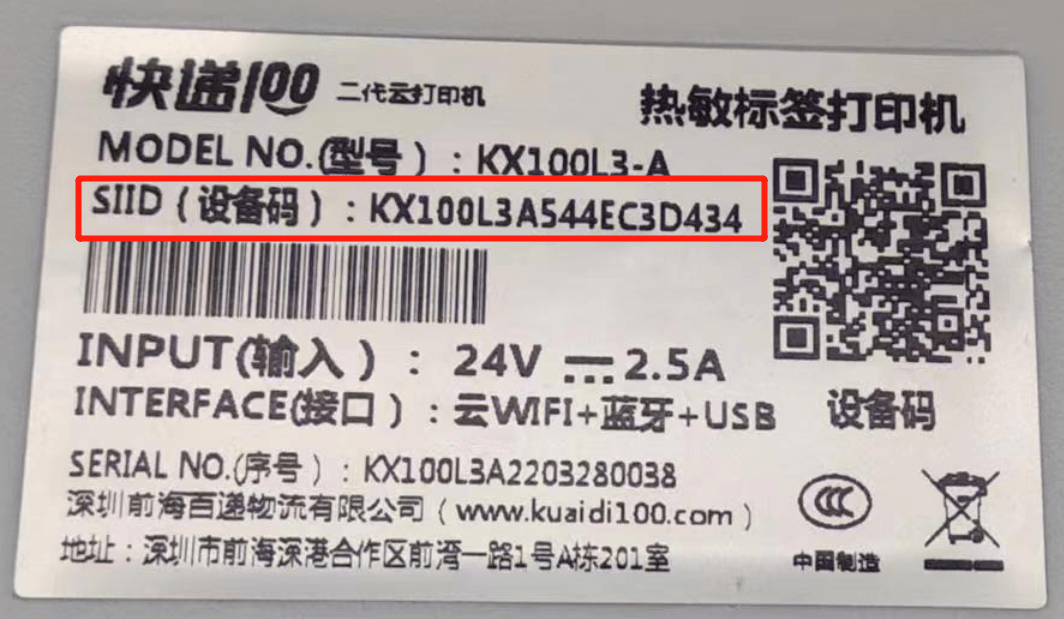 快递100 二代云打印机 热敏标签打印机
MODEL NO.(型号）：KX100L3-A
SIID（设备码）：KX100L3A544EC3D434
INPUT(输入）：24V 2.5A
INTERFACE(接口）：云WIFI+蓝牙+USB 设备码
SERIAL NO.(序号）：KX100L3A2203280038
深圳前海百递物流有限公司（www.kuaidi100.com）
地址：深圳市前海深港合作区前湾一路1号A栋201室
CCC
中国制造